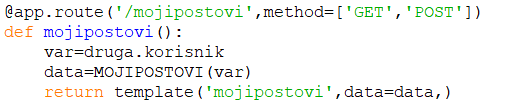 @app.route('/mojipostovi',method=['GET','POST'])
def mojipostovi():
    var=druga.korisnik
    data=MOJIPOSTOVI(var)
    return template('mojipostovi',data=data,)